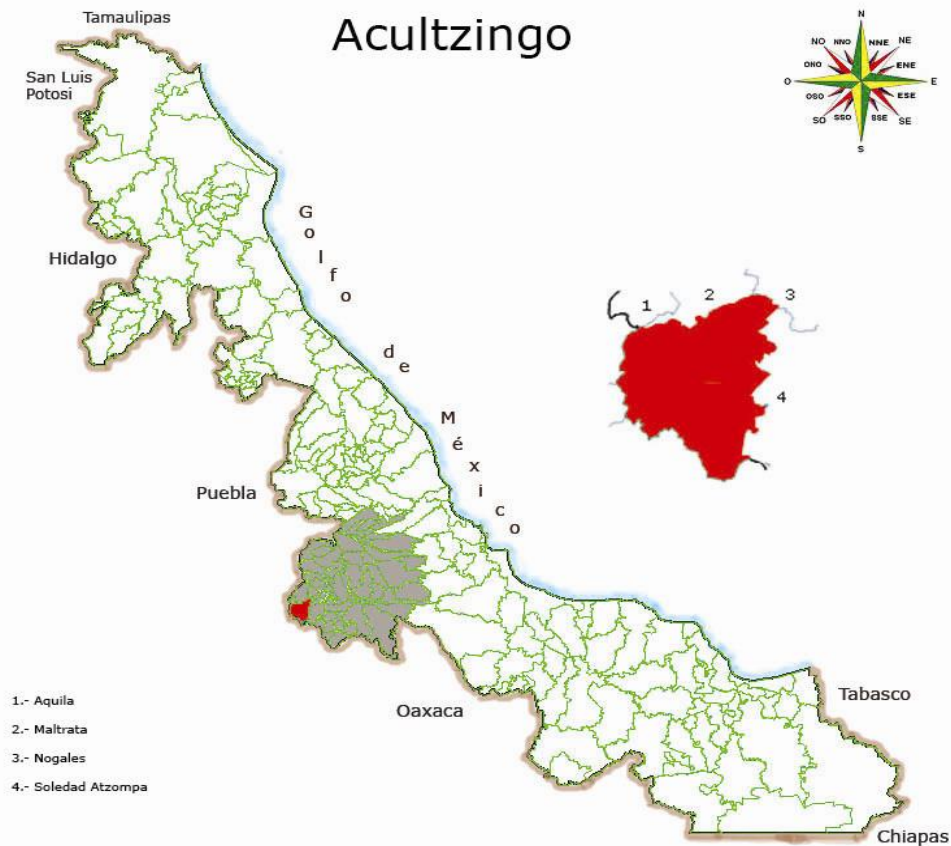 Acultzingo
Tamaulipas
San Luis
Potosi
Hidalgo
Puebla
Oaxaca
Tabasco
Chiapas
Golfo de México
N
NNO
NNE
NO
NE
ONO
ENE
O
E
OSO
ESE
SO
SSO
SSE
SE
S
1
2
3
4
1.- Aquila
2.- Maltrata
3.- Nogales
4.- Soledad Atzompa